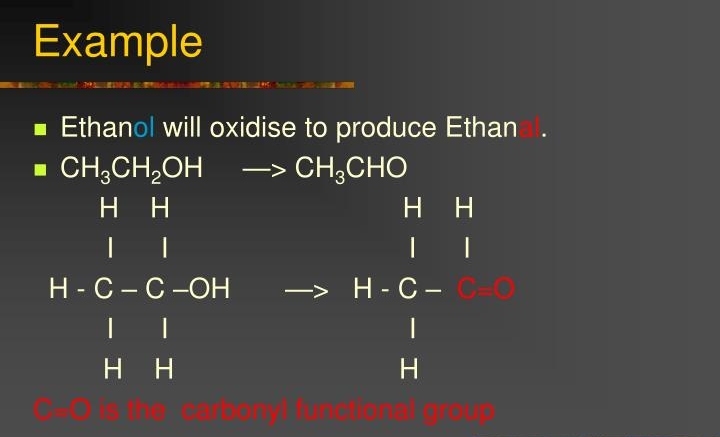 Example
Ethanol will oxidise to produce Ethanal.
CH₃CH₂OH —> CH₃CHO
H H H H
I I I I
H - C – C –OH —> H - C – C=O
I I I
H H H
C=O is the carbonyl functional group